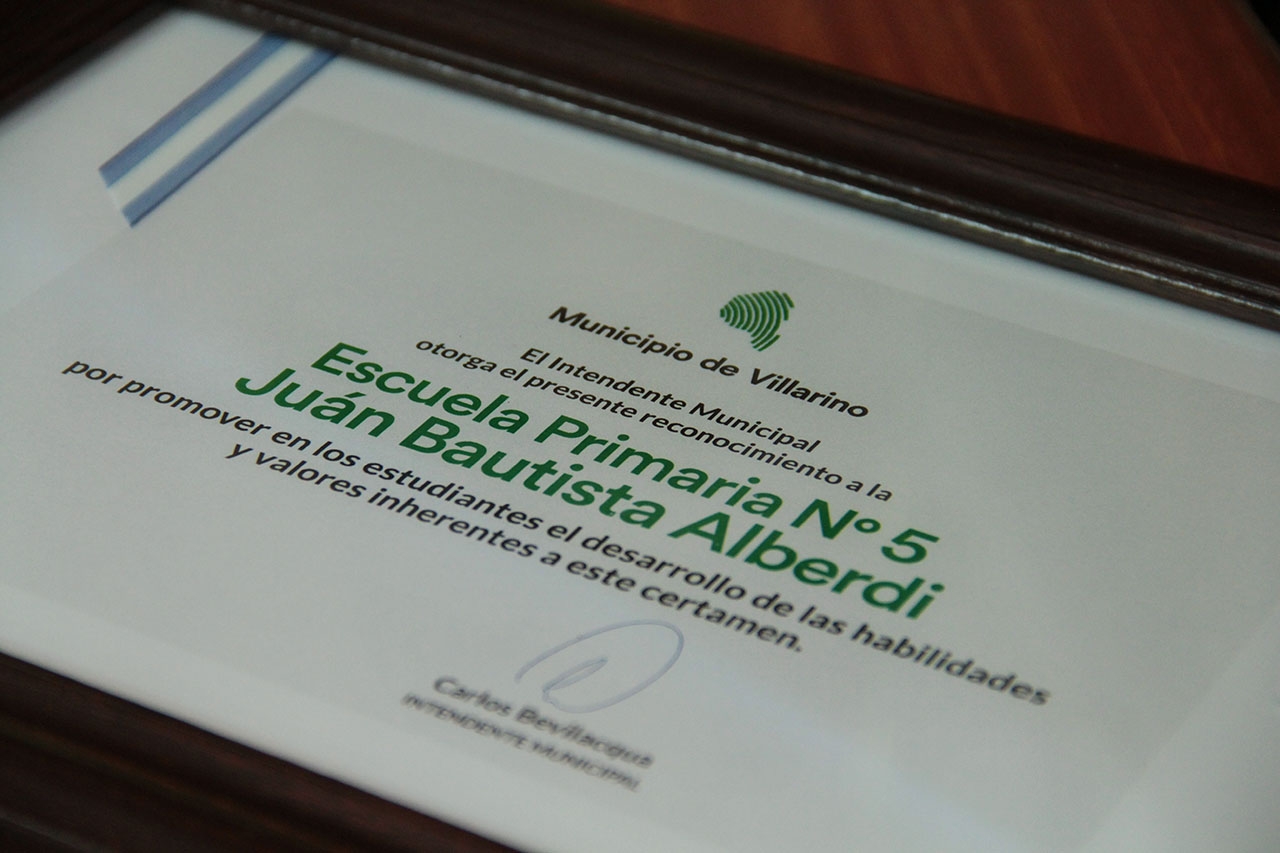 Municipio de Villarino
El Intendente Municipal
otorga el presente reconocimiento a la
Escuela Primaria Nº 5
Juán Bautista Alberdi
por promover en los estudiantes el desarrollo de las habilidades
y valores inherentes a este certamen.
Carlos Bevilacqua
INTENDENTE MUNICIPAL